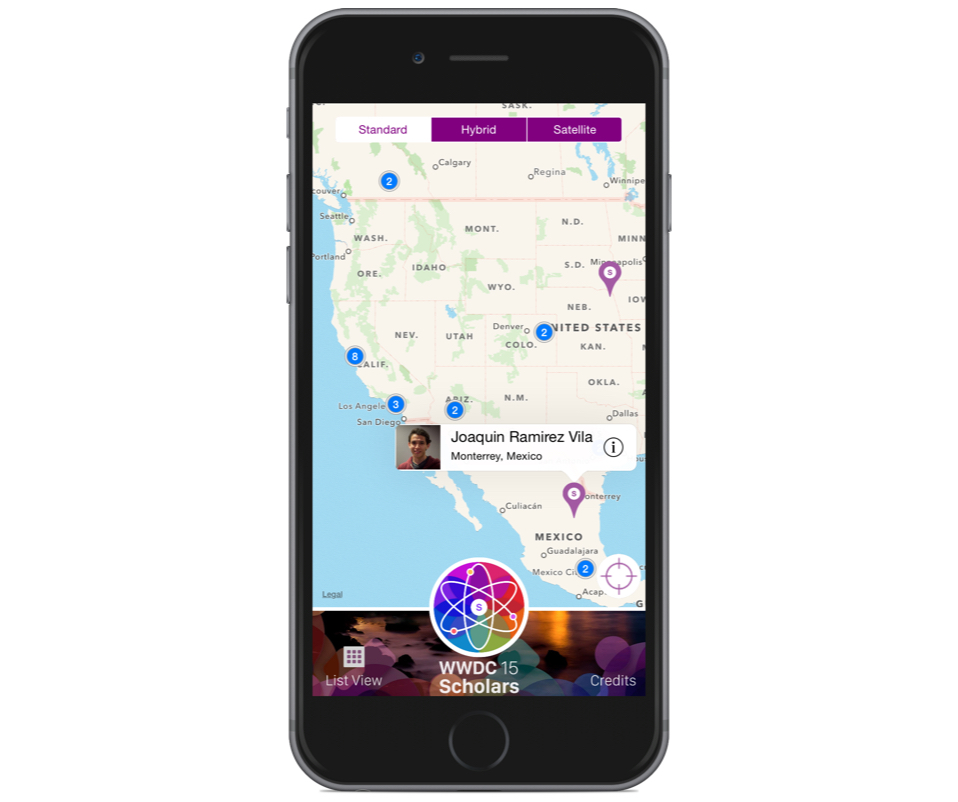 SASK.
Standard Hybrid Satellite
Calgary
Regina
2
Winnipe
couver
Seattle
WASH.
MONT.
N.D.
MINN
Portland
ORE.
IDAHO
S.D.
Minneapolis
S
WYO.
NEB.
IOW
Denver
2
NITED STATES
NEV.
UTAH
COLO.
KAN.
8
CALIF.
OKLA.
Los Angele
3
ARIZ.
2
N.M.
San Diego
Dallas
Joaquin Ramirez Vila
i
Monterrey, Mexico
S
onterrey
Culiacán
MEXICO
Guadalajara
Mexico Ci
2
Acap
Legal
G
S
WWDC 15
Scholars
List View
Credits